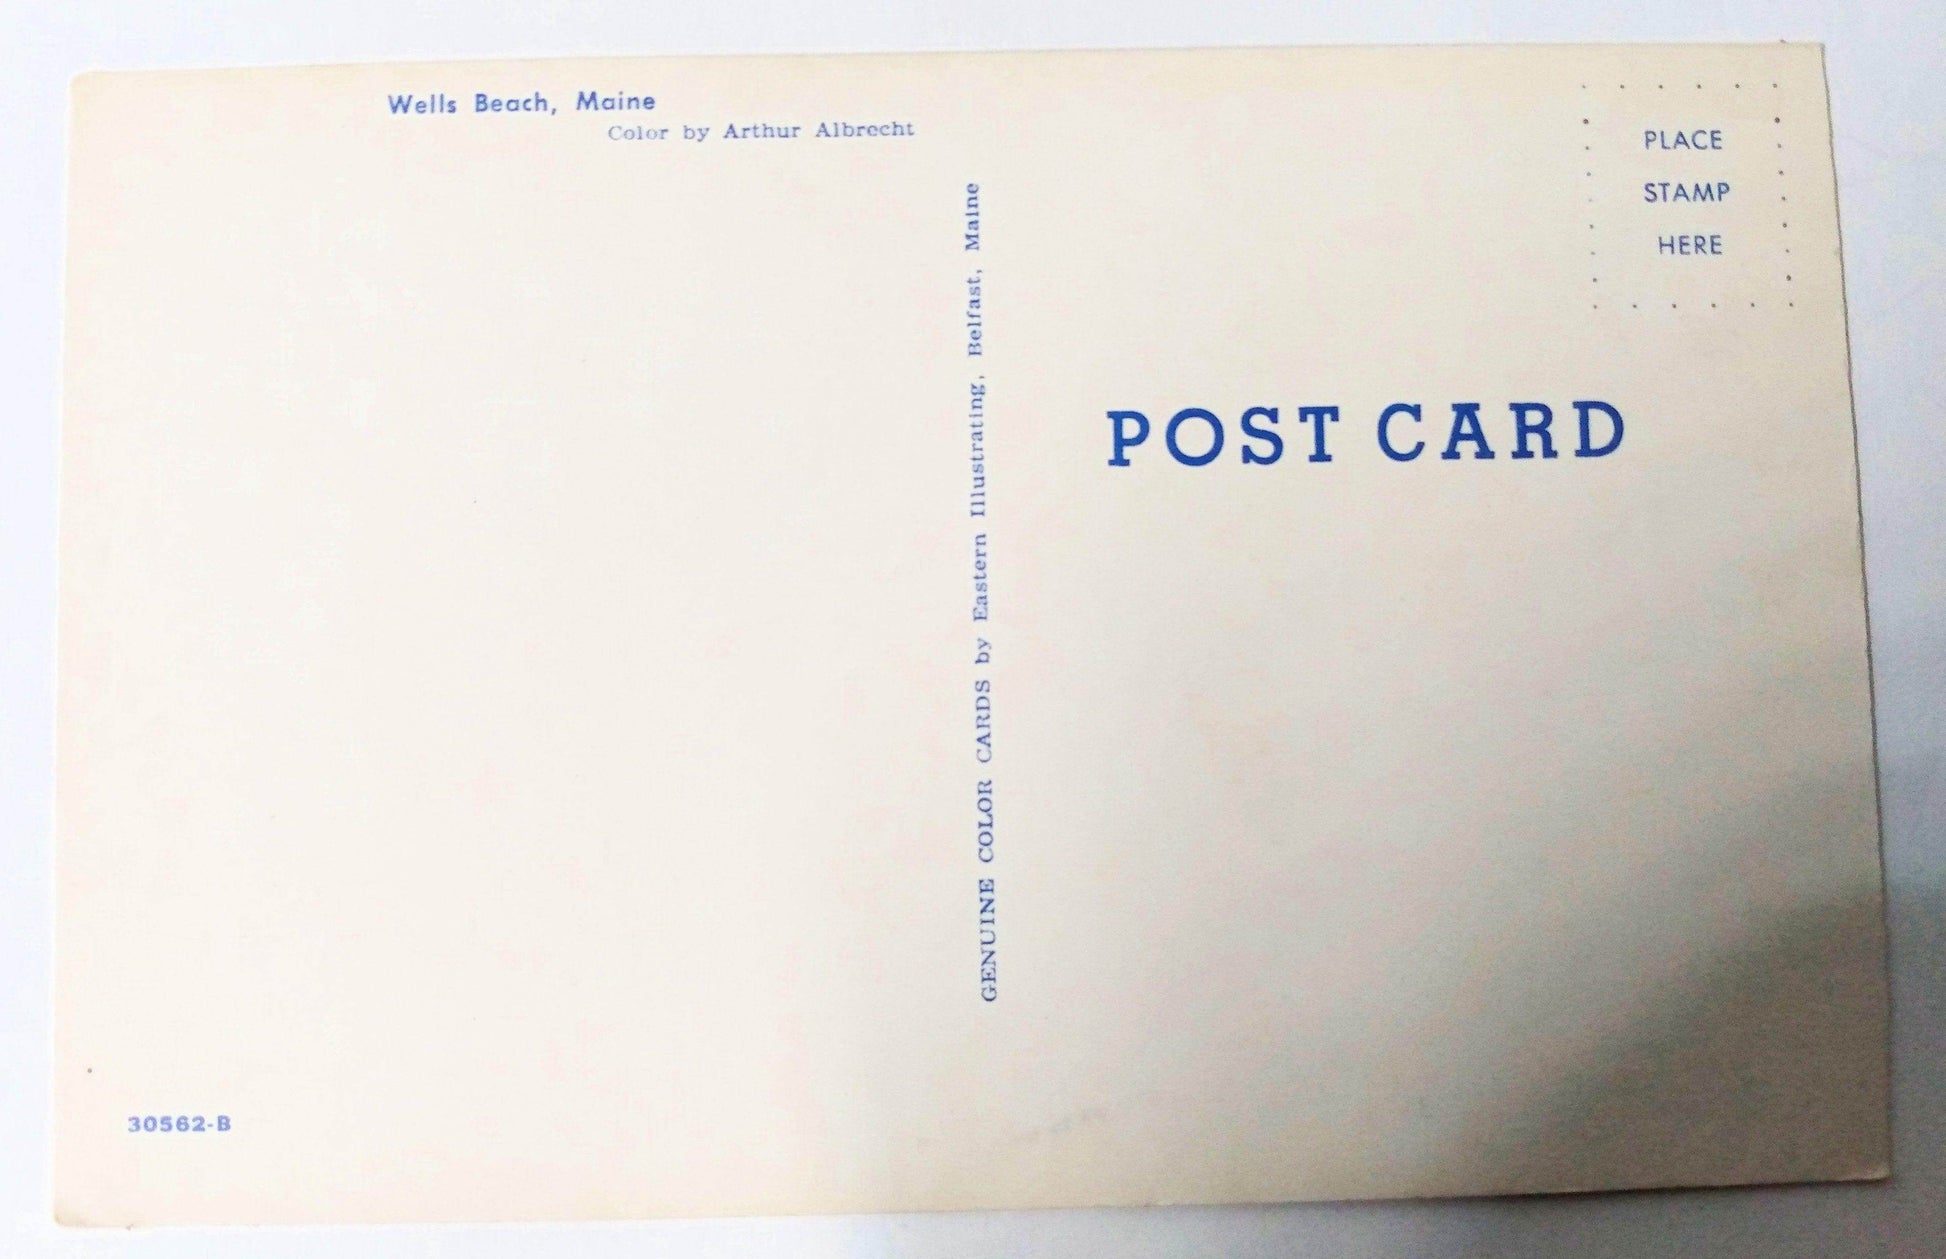 Wells Beach, Maine
Color by Arthur Albrecht
GENUINE COLOR CARDS by Eastern Illustrating, Belfast, Maine
PLACE
STAMP
HERE
POST CARD
30562-B